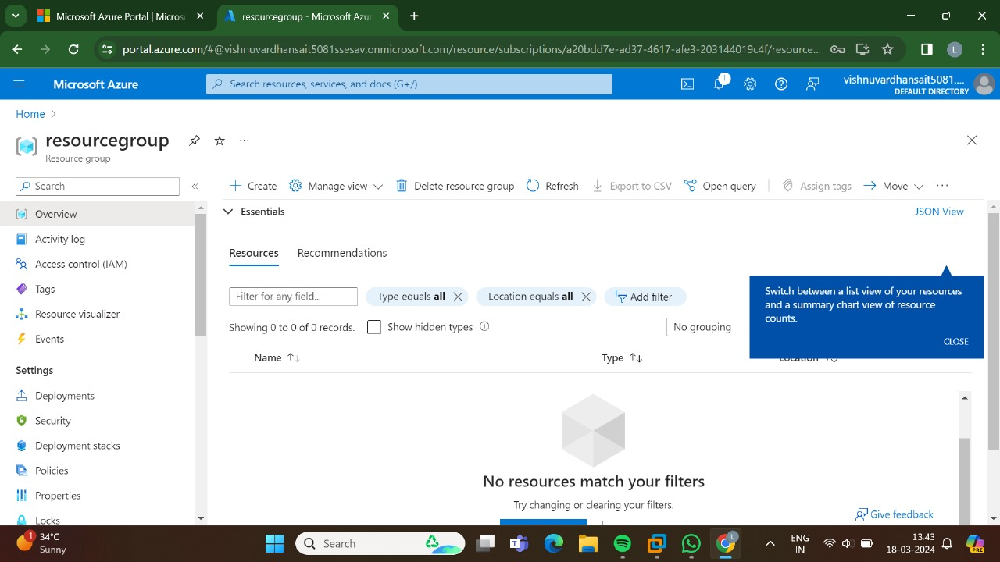 Microsoft Azure Portal | Micros
resourcegroup - Microsoft Azu
portal.azure.com/#@vishnuvardhansait5081ssesav.onmicrosoft.com/resource/subscriptions/a20bdd7e-ad37-4617-afe3-203144019c4f/resource...
L
Microsoft Azure
Search resources, services, and docs (G+/)
1
vishnuvardhansait5081....
DEFAULT DIRECTORY
Home
resourcegroup
Resource group
Search
Create
Manage view
Delete resource group
Refresh
Export to CSV
Open query
Assign tags
Move
Overview
Activity log
Access control (IAM)
Tags
Resource visualizer
Events
Settings
Deployments
Security
Deployment stacks
Policies
Properties
Locks
Essentials
JSON View
Resources
Recommendations
Filter for any field...
Type equals all
Location equals all
Add filter
Showing 0 to 0 of 0 records.
Show hidden types
No grouping
Switch between a list view of your resources
and a summary chart view of resource
counts.
CLOSE
Name
Type
Location
No resources match your filters
Try changing or clearing your filters.
Give feedback
1
34°C
Sunny
Search
L
ENG
IN
13:43
18-03-2024
PRE